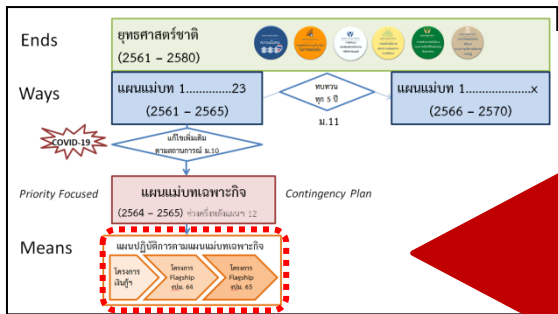 Ends
ยุทธศาสตร์ชาติ
(2561 – 2580)
ความมั่นคง
Ways
แผนแม่บท 1.............23
(2561 – 2565)
ทบทวน
ทุก 5 ปี
ม.11
แผนแม่บท 1......................x
(2566 – 2570)
COVID-19
แก้ไขเพิ่มเติม
ตามสถานการณ์ ม.10
Priority Focused
แผนแม่บทเฉพาะกิจ
(2564 – 2565) ช่วงครึ่งหลังแผนฯ 12
Contingency Plan
Means
แผนปฏิบัติการตามแผนแม่บทเฉพาะกิจ
โครงการ
เงินกู้ฯ
โครงการ
Flagship
งปม. 64
โครงการ
Flagship
งปม. 65